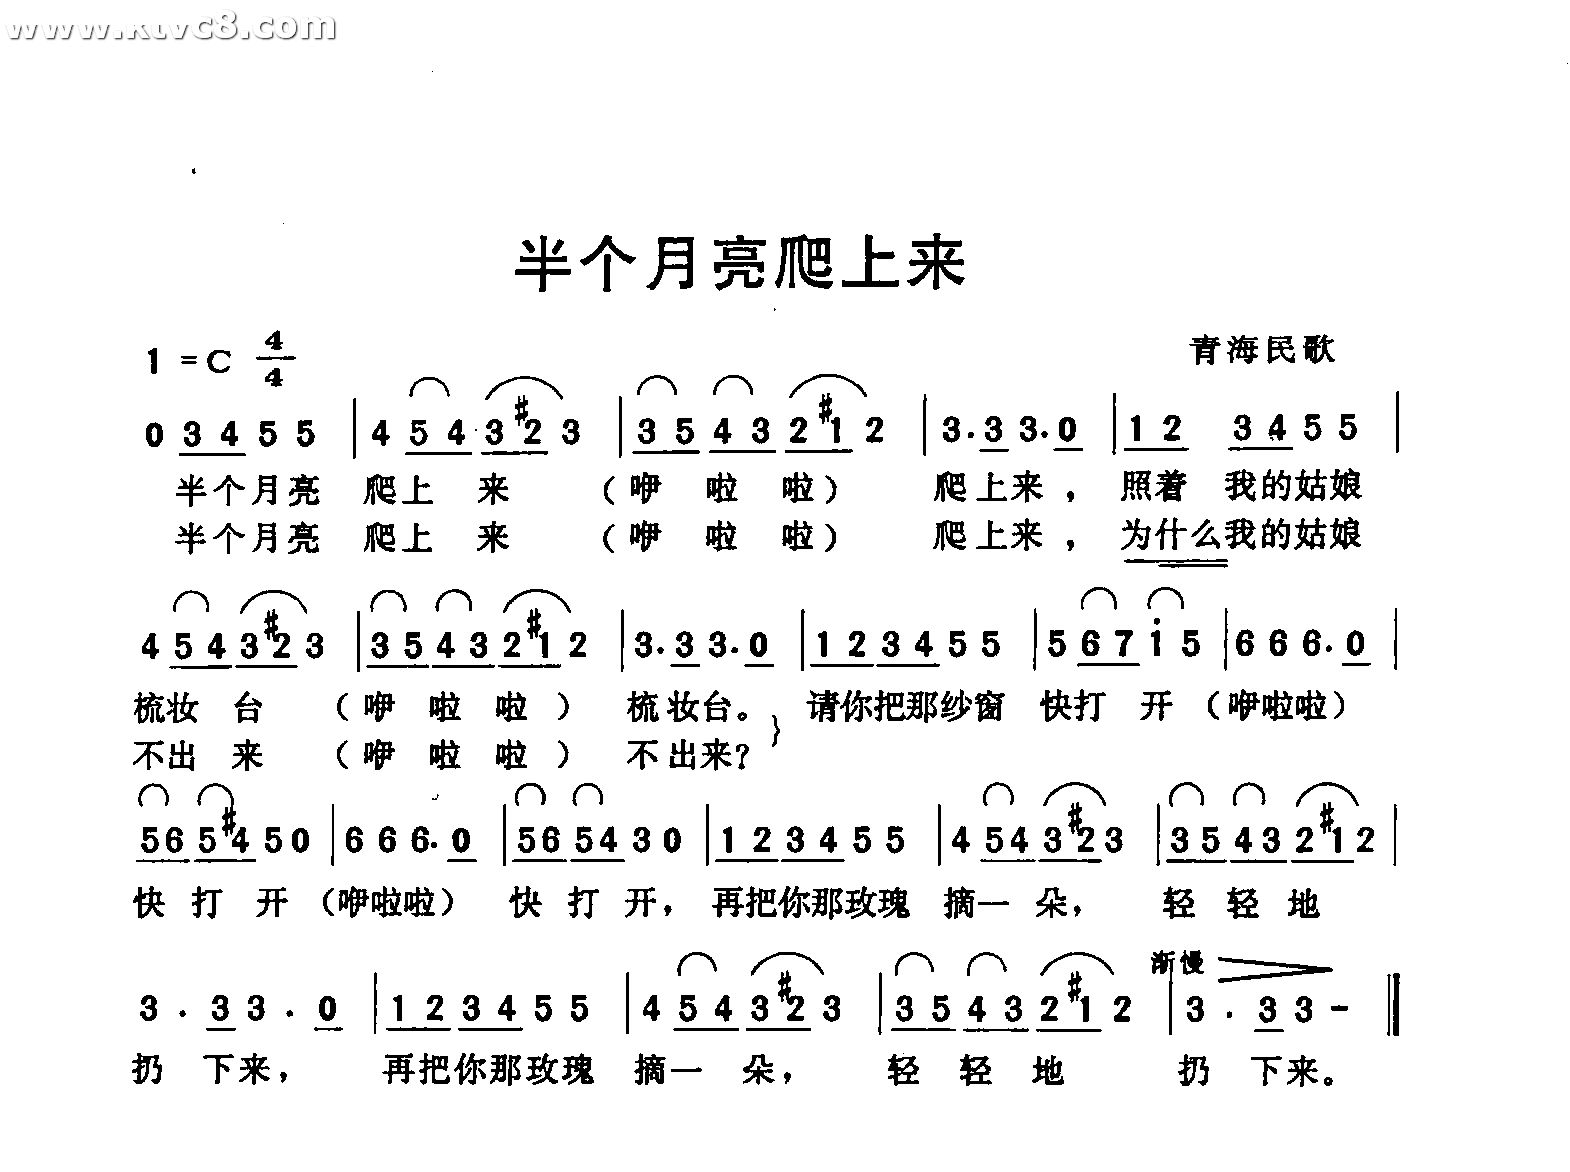 www.ktvc8.com
半个月亮爬上来
1 = C 4/4 青海民歌
0 3 4 5 5 | 4 5 4 3 #2 3 | 3 5 4 3 2 #1 2 | 3. 3 3. 0 | 1 2 3 4 5 5 |
半个月亮 爬上 来 （咿 啦 啦） 爬上来， 照着 我的姑娘
半个月亮 爬上 来 （咿 啦 啦） 爬上来， 为什么我的姑娘
4 5 4 3 #2 3 | 3 5 4 3 2 #1 2 | 3. 3 3. 0 | 1 2 3 4 5 5 | 5 6 7 i 5 | 6 6 6. 0 |
梳妆 台 （咿 啦 啦） 梳妆台。 请你把那纱窗 快打 开（咿啦啦）
不出 来 （咿 啦 啦） 不出来？
5 6 5 #4 5 0 | 6 6 6. 0 | 5 6 5 4 3 0 | 1 2 3 4 5 5 | 4 5 4 3 #2 3 | 3 5 4 3 2 #1 2 |
快 打 开 （咿啦啦） 快 打 开， 再把你那玫瑰 摘一 朵， 轻 轻 地
渐慢
3 . 3 3 . 0 | 1 2 3 4 5 5 | 4 5 4 3 #2 3 | 3 5 4 3 2 #1 2 | 3 . 3 3 - ‖
扔 下来， 再把你那玫瑰 摘一 朵， 轻 轻 地 扔 下来。